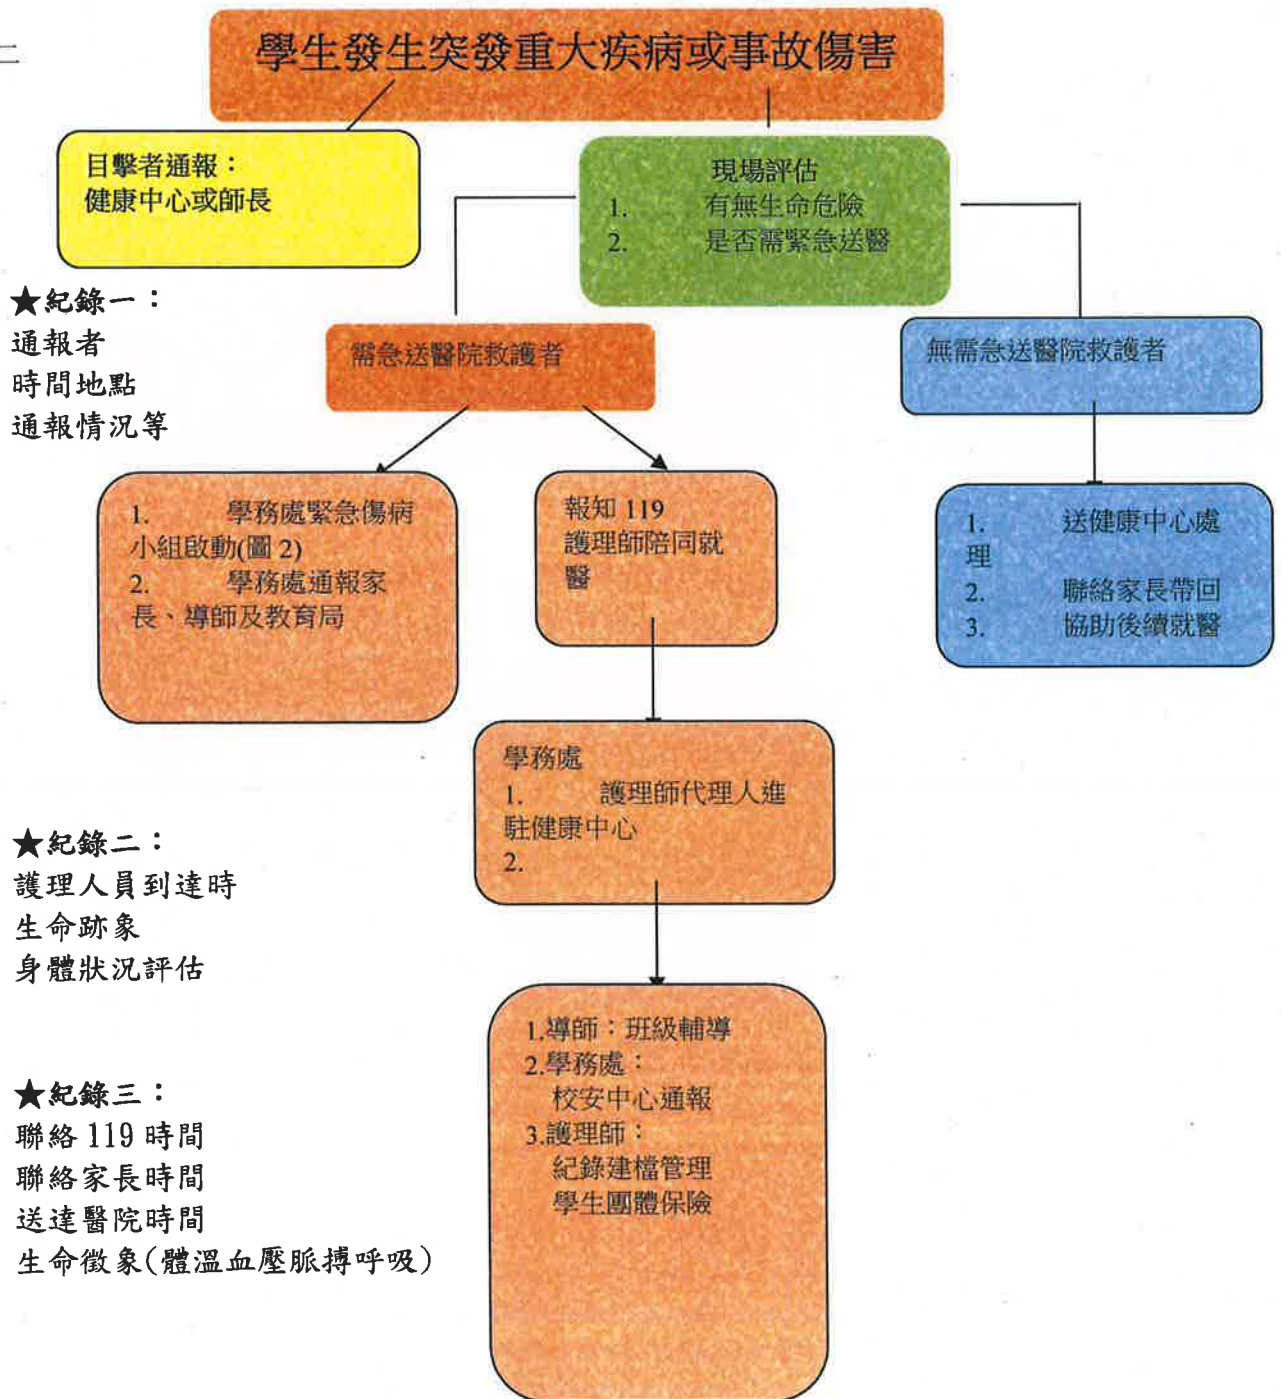 二
學生發生突發重大疾病或事故傷害
目擊者通報：
健康中心或師長
現場評估
1. 有無生命危險
2. 是否需緊急送醫
★紀錄一：
通報者
時間地點
通報情況等
需急送醫院救護者
無需急送醫院救護者
1. 學務處緊急傷病
小組啟動(圖 2)
2. 學務處通報家
長、導師及教育局
報知 119
護理師陪同就
醫
1. 送健康中心處
理
2. 聯絡家長帶回
3. 協助後續就醫
學務處
1. 護理師代理人進
駐健康中心
2.
★紀錄二：
護理人員到達時
生命跡象
身體狀況評估
1.導師：班級輔導
2.學務處：
校安中心通報
3.護理師：
紀錄建檔管理
學生團體保險
★紀錄三：
聯絡 119 時間
聯絡家長時間
送達醫院時間
生命徵象(體溫血壓脈搏呼吸)